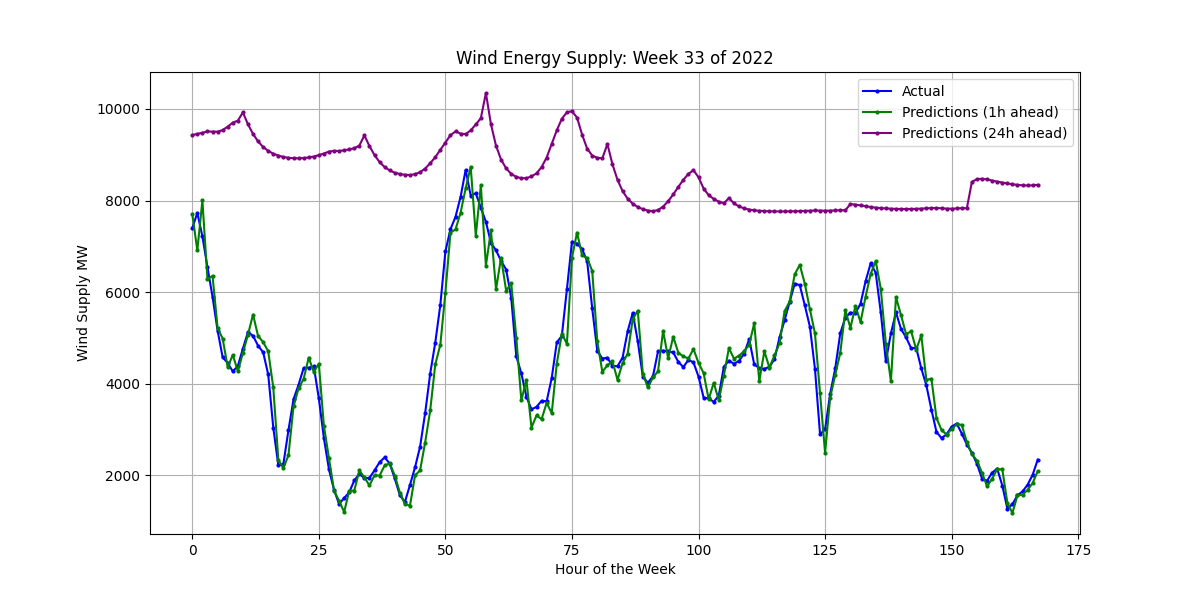 Wind Energy Supply: Week 33 of 2022
Actual
Predictions (1h ahead)
Predictions (24h ahead)
Wind Supply MW
10000
8000
6000
4000
2000
0 25 50 75 100 125 150 175
Hour of the Week